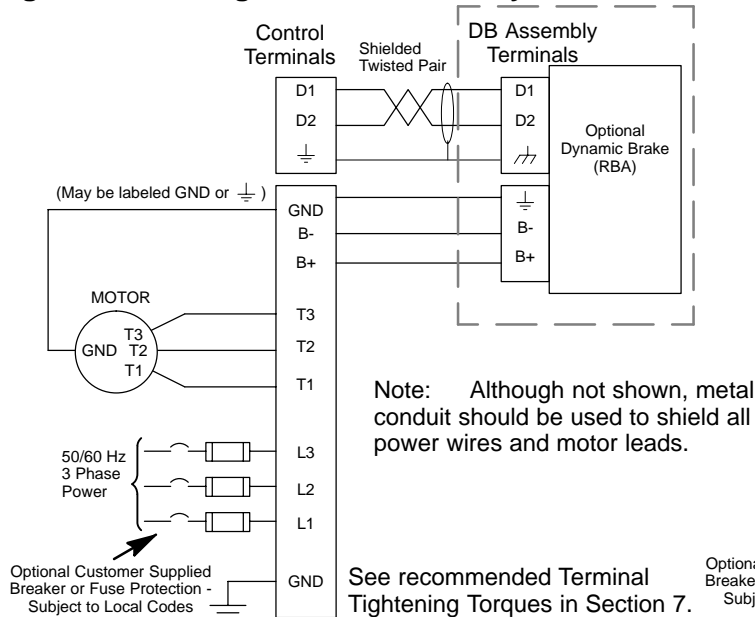 Control
Terminals
Shielded
Twisted Pair
DB Assembly
Terminals
D1
D2
D1
D2
Optional
Dynamic Brake
(RBA)
(May be labeled GND or ⏚ )
GND
B-
B+
B-
B+
MOTOR
GND
T3
T2
T1
T3
T2
T1
Note: Although not shown, metal
conduit should be used to shield all
power wires and motor leads.
50/60 Hz
3 Phase
Power
L3
L2
L1
Optional Customer Supplied
Breaker or Fuse Protection -
Subject to Local Codes
GND
See recommended Terminal
Tightening Torques in Section 7.